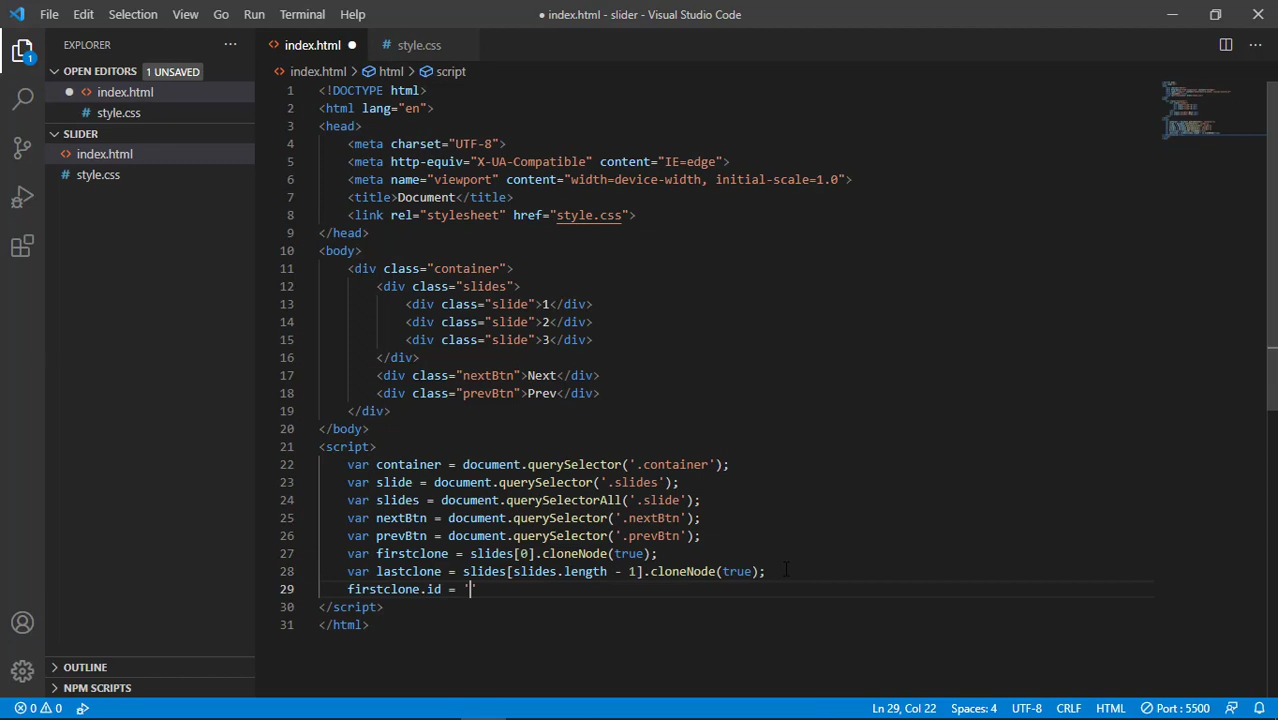 File Edit Selection View Go Run Terminal Help
● index.html - slider - Visual Studio Code
EXPLORER
index.html
style.css
OPEN EDITORS 1 UNSAVED
index.html > html > script
index.html
style.css
SLIDER
index.html
style.css
1
1 <!DOCTYPE html>
2 <html lang="en">
3 <head>
4 <meta charset="UTF-8">
5 <meta http-equiv="X-UA-Compatible" content="IE=edge">
6 <meta name="viewport" content="width=device-width, initial-scale=1.0">
7 <title>Document</title>
8 <link rel="stylesheet" href="style.css">
9 </head>
10 <body>
11 <div class="container">
12 <div class="slides">
13 <div class="slide">1</div>
14 <div class="slide">2</div>
15 <div class="slide">3</div>
16 </div>
17 <div class="nextBtn">Next</div>
18 <div class="prevBtn">Prev</div>
19 </div>
20 </body>
21 <script>
22 var container = document.querySelector('.container');
23 var slide = document.querySelector('.slides');
24 var slides = document.querySelectorAll('.slide');
25 var nextBtn = document.querySelector('.nextBtn');
26 var prevBtn = document.querySelector('.prevBtn');
27 var firstclone = slides[0].cloneNode(true);
28 var lastclone = slides[slides.length - 1].cloneNode(true);
29 firstclone.id = ''
30 </script>
31 </html>
OUTLINE
NPM SCRIPTS
0 0
Ln 29, Col 22 Spaces: 4 UTF-8 CRLF HTML Port : 5500